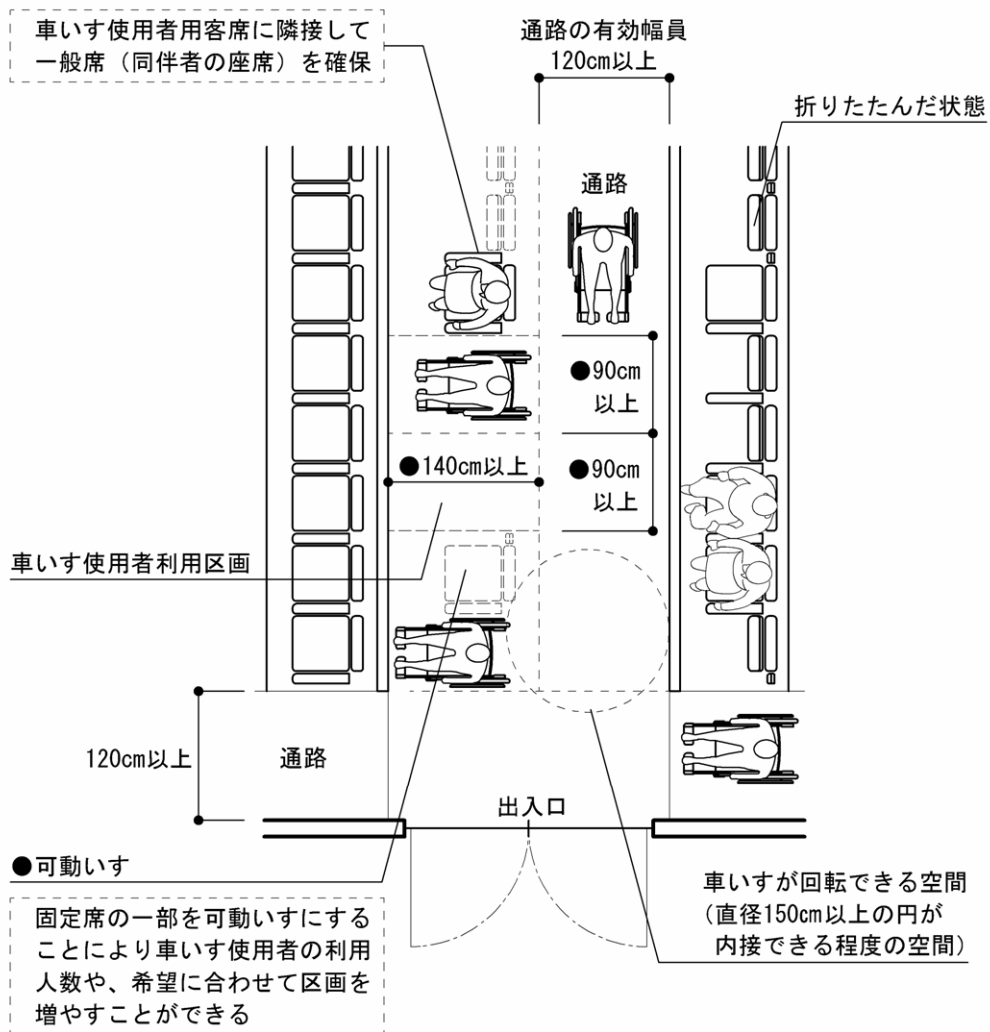 車いす使用者用客席に隣接して
一般席（同伴者の座席）を確保
通路の有効幅員
120cm以上
折りたたんだ状態
通路
●90cm
以上
●140cm以上
●90cm
以上
車いす使用者利用区画
120cm以上
通路
出入口
●可動いす
固定席の一部を可動いすにする
ことにより車いす使用者の利用
人数や、希望に合わせて区画を
増やすことができる
車いすが回転できる空間
（直径150cm以上の円が
内接できる程度の空間）